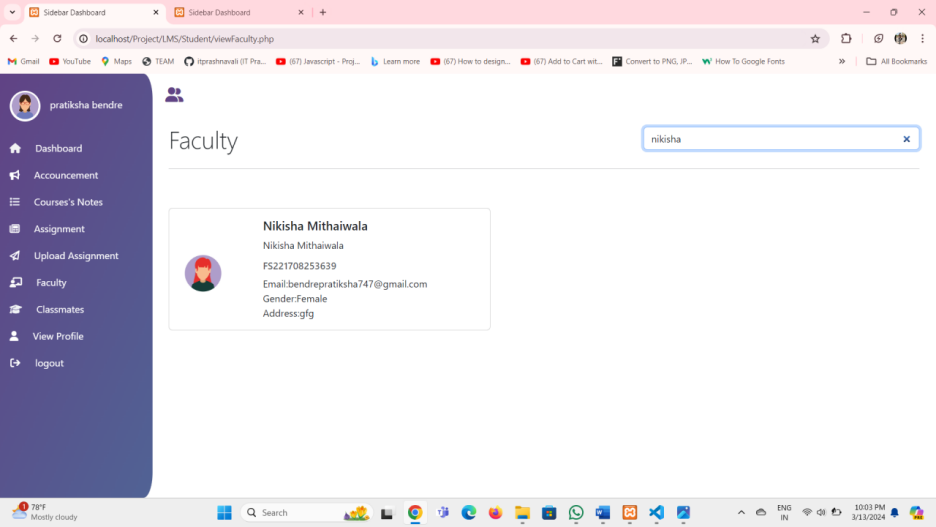 Sidebar Dashboard
Sidebar Dashboard
localhost/Project/LMS/Student/viewFaculty.php
Gmail
YouTube
Maps
TEAM
itprashnavali (IT Pra...
(67) Javascript - Proj...
Learn more
(67) How to design...
(67) Add to Cart wit...
Convert to PNG, JP...
How To Google Fonts
All Bookmarks
pratiksha bendre
Dashboard
Accouncement
Courses's Notes
Assignment
Upload Assignment
Faculty
Classmates
View Profile
logout
Faculty
nikisha
Nikisha Mithaiwala
Nikisha Mithaiwala
FS221708253639
Email:bendrepratiksha747@gmail.com
Gender:Female
Address:gfg
1
78°F
Mostly cloudy
Search
ENG
IN
10:03 PM
3/13/2024